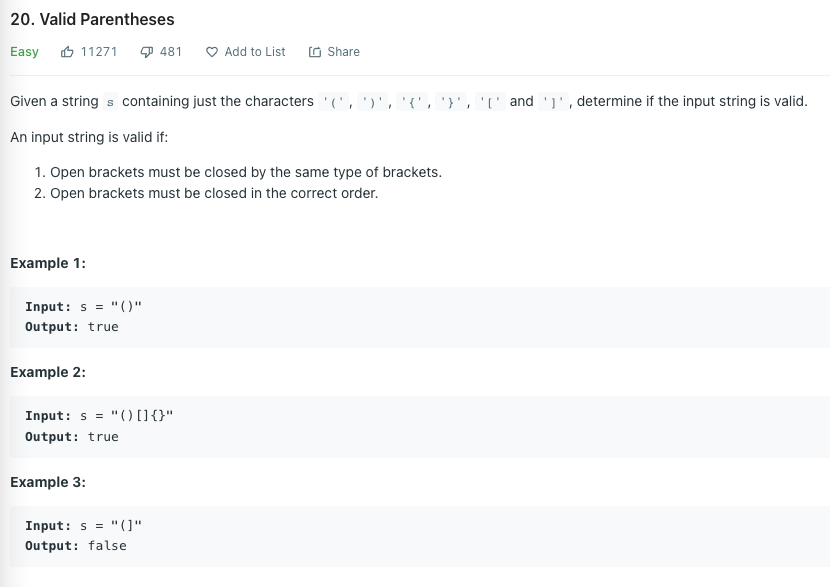 20. Valid Parentheses
Easy 11271 481 Add to List Share
Given a string s containing just the characters '(', ')', '{', '}', '[' and ']', determine if the input string is valid.
An input string is valid if:
1. Open brackets must be closed by the same type of brackets.
2. Open brackets must be closed in the correct order.
Example 1:
Input: s = "()"
Output: true
Example 2:
Input: s = "()[]{}"
Output: true
Example 3:
Input: s = "(]"
Output: false